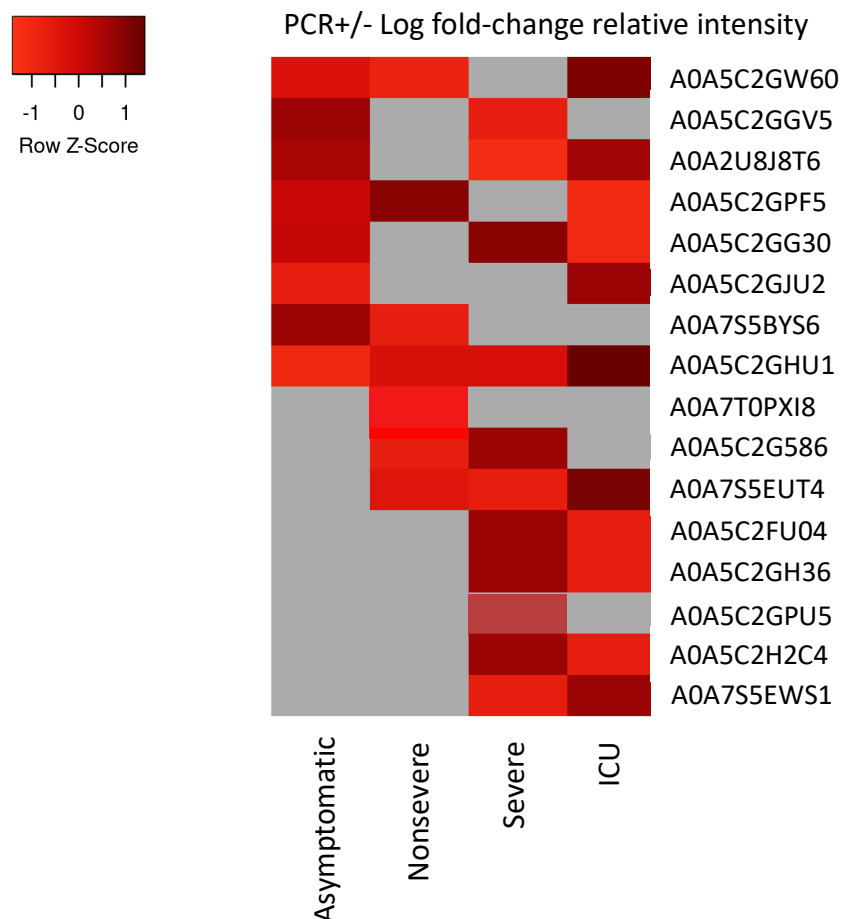 PCR+/- Log fold-change relative intensity
-1 0 1
Row Z-Score
A0A5C2GW60
A0A5C2GGV5
A0A2U8J8T6
A0A5C2GPF5
A0A5C2GG30
A0A5C2GJU2
A0A7S5BYS6
A0A5C2GHU1
A0A7T0PXI8
A0A5C2G586
A0A7S5EUT4
A0A5C2FU04
A0A5C2GH36
A0A5C2GPU5
A0A5C2H2C4
A0A7S5EWS1
Asymptomatic
Nonsevere
Severe
ICU